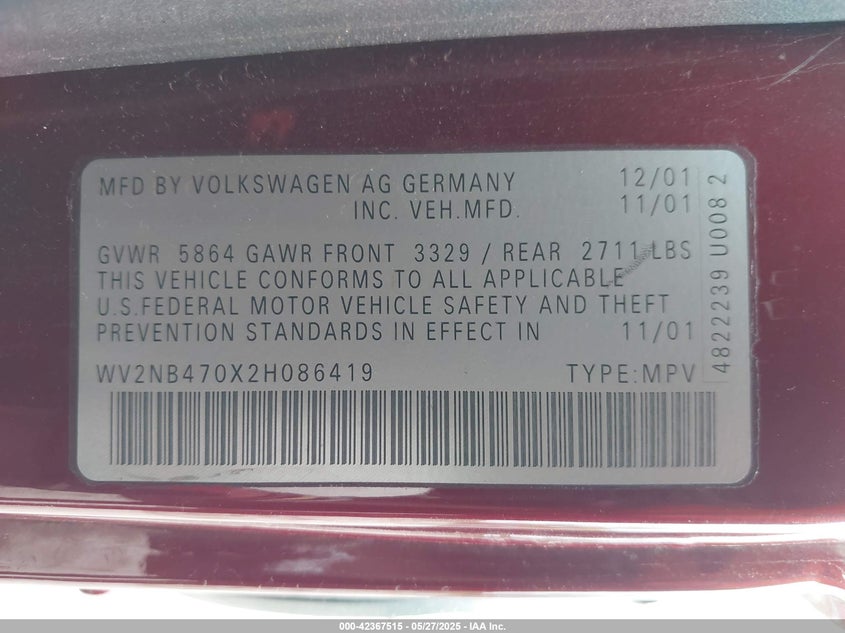 MFD BY VOLKSWAGEN AG GERMANY 12/01
INC. VEH.MFD. 11/01
GVWR 5864 GAWR FRONT 3329 / REAR 2711 LBS
THIS VEHICLE CONFORMS TO ALL APPLICABLE
U.S.FEDERAL MOTOR VEHICLE SAFETY AND THEFT
PREVENTION STANDARDS IN EFFECT IN 11/01
WV2NB470X2H086419 TYPE:MPV
4822239 U008 2
000-42367515 - 05/27/2025 - IAA Inc.